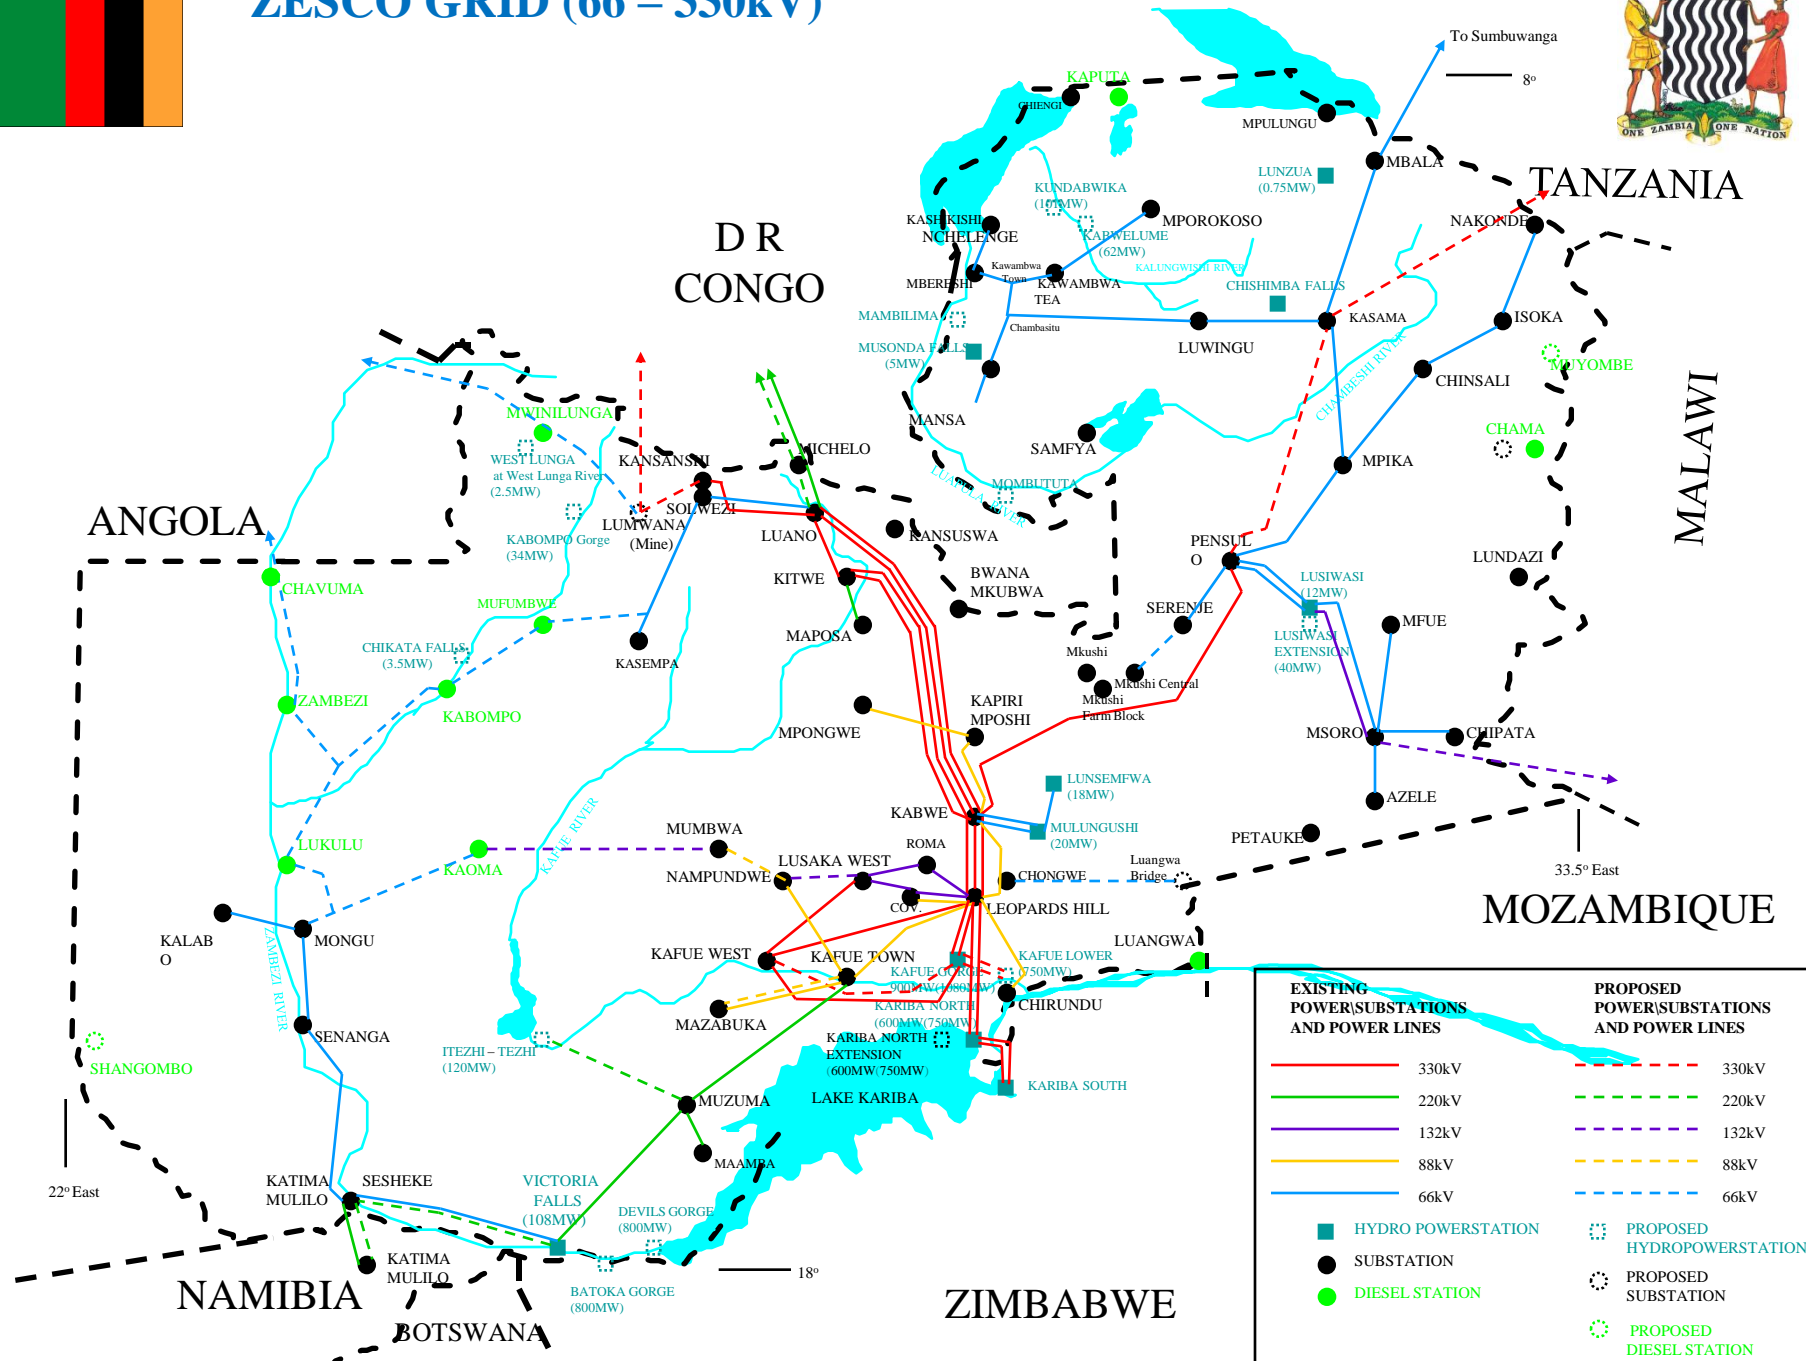 ZESCO GRID (66 – 330kV)
To Sumbuwanga
8o
ONE ZAMBIA ONE NATION
KAPUTA
CHIENGI
MPULUNGU
MBALA
TANZANIA
LUNZUA
(0.75MW)
KUNDABWIKA
(101MW)
KASHIKISHI
NCHELENGE
MPOROKOSO
NAKONDE
KABWELUME
(62MW)
D R
CONGO
Kawambwa
Town
MBERESHI
KAWAMBWA
TEA
KALUNGWISHI RIVER
CHISHIMBA FALLS
MAMBILIMA
Chambasitu
KASAMA
ISOKA
MUSONDA FALLS
(5MW)
LUWINGU
CHAMBESHI RIVER
CHINSALI
MUYOMBE
MALAWI
MWINILUNGA
MANSA
SAMFYA
CHAMA
MICHELO
WEST LUNGA
at West Lunga River
(2.5MW)
KANSANSHI
MPIKA
LUAPULA RIVER
MOMBUTUTA
SOLWEZI
LUMWANA
(Mine)
ANGOLA
KABOMPO Gorge
(34MW)
LUANO
KANSUSWA
PENSUL
O
LUNDAZI
KITWE
BWANA
MKUBWA
CHAVUMA
LUSIWASI
(12MW)
MUFUMBWE
SERENJE
MFUE
MAPOSA
LUSIWASI
EXTENSION
(40MW)
CHIKATA FALLS
(3.5MW)
KASEMPA
Mkushi
Mkushi Central
Mkushi
Farm Block
ZAMBEZI
KABOMPO
KAPIRI
MPOSHI
MPONGWE
MSORO
CHIPATA
LUNSEMFWA
(18MW)
AZELE
KABWE
MUMBWA
MULUNGUSHI
(20MW)
PETAUKE
KAFUE RIVER
LUKULU
ROMA
LUSAKA WEST
Luangwa
Bridge
KAOMA
NAMPUNDWE
CHONGWE
33.5o East
COV.
LEOPARDS HILL
MOZAMBIQUE
KALAB
O
MONGU
LUANGWA
ZAMBEZI RIVER
KAFUE WEST
KAFUE TOWN
KAFUE LOWER
(750MW)
KAFUE GORGE
900MW(1080MW)
KARIBA NORTH
(600MW(750MW)
CHIRUNDU
MAZABUKA
SENANGA
KARIBA NORTH
EXTENSION
(600MW(750MW)
ITEZHI – TEZHI
(120MW)
SHANGOMBO
KARIBA SOUTH
MUZUMA
LAKE KARIBA
MAAMBA
22o East
KATIMA
MULILO
SESHEKE
VICTORIA
FALLS
(108MW)
DEVILS GORGE
(800MW)
KATIMA
MULILO
18o
BATOKA GORGE
(800MW)
NAMIBIA
BOTSWANA
ZIMBABWE
EXISTING
POWER\SUBSTATIONS
AND POWER LINES
330kV
220kV
132kV
88kV
66kV
HYDRO POWERSTATION
SUBSTATION
DIESEL STATION
PROPOSED
POWER\SUBSTATIONS
AND POWER LINES
330kV
220kV
132kV
88kV
66kV
PROPOSED
HYDROPOWERSTATION
PROPOSED
SUBSTATION
PROPOSED
DIESEL STATION